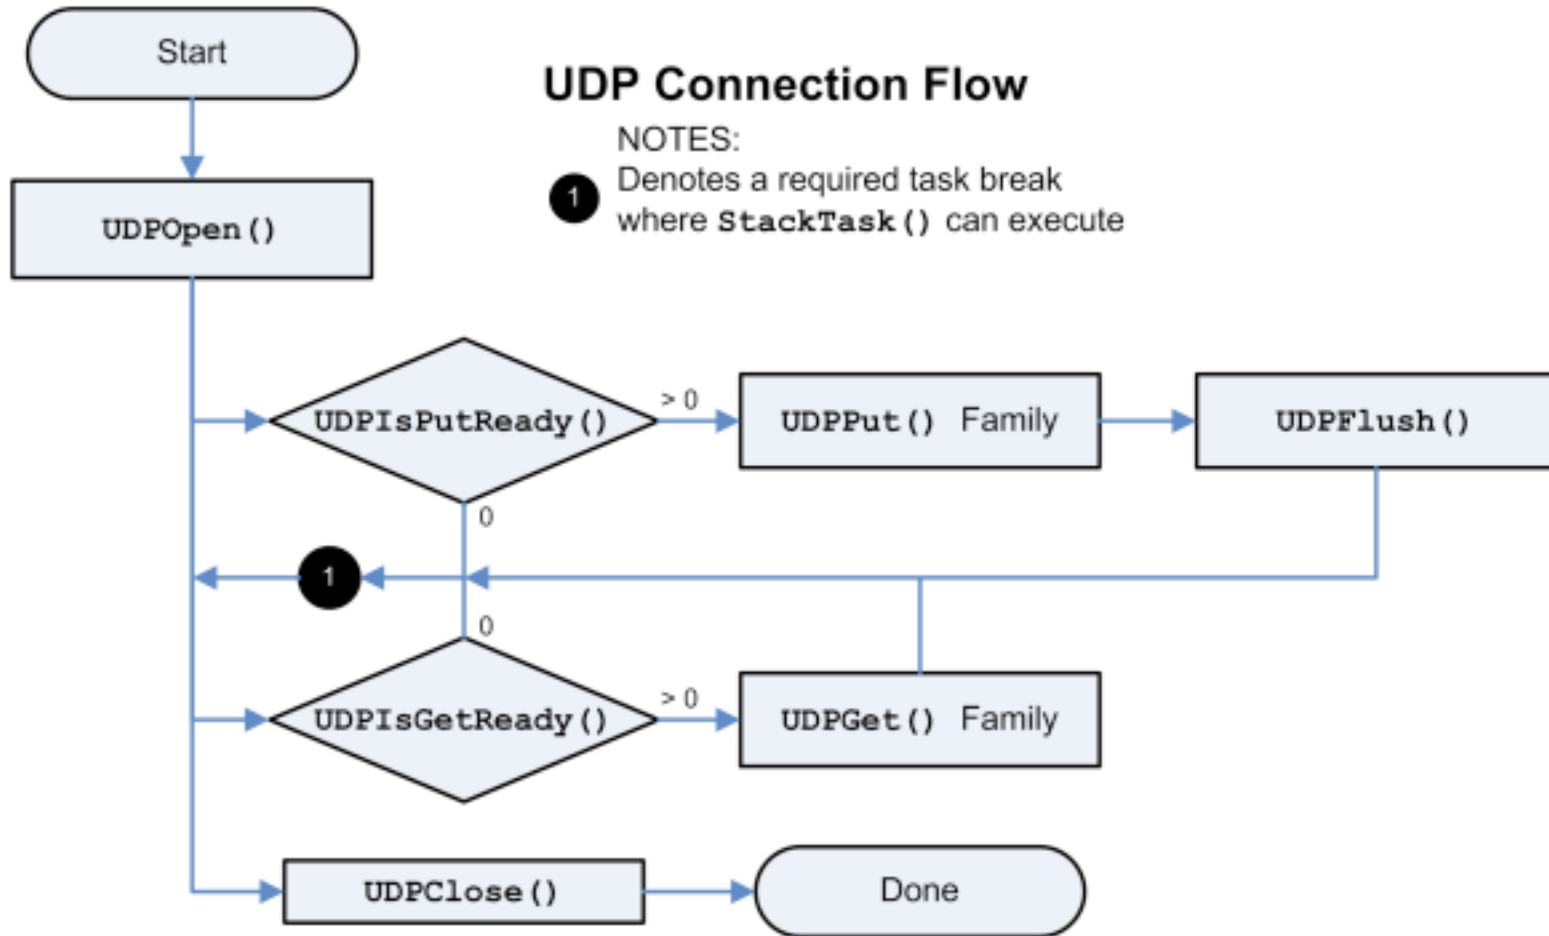 Start
UDP Connection Flow
NOTES:
1
Denotes a required task break
where StackTask() can execute
UDPOpen()
UDPIsPutReady()
> 0
UDPPut() Family
UDPFlush()
0
1
0
UDPIsGetReady()
> 0
UDPGet() Family
UDPClose()
Done